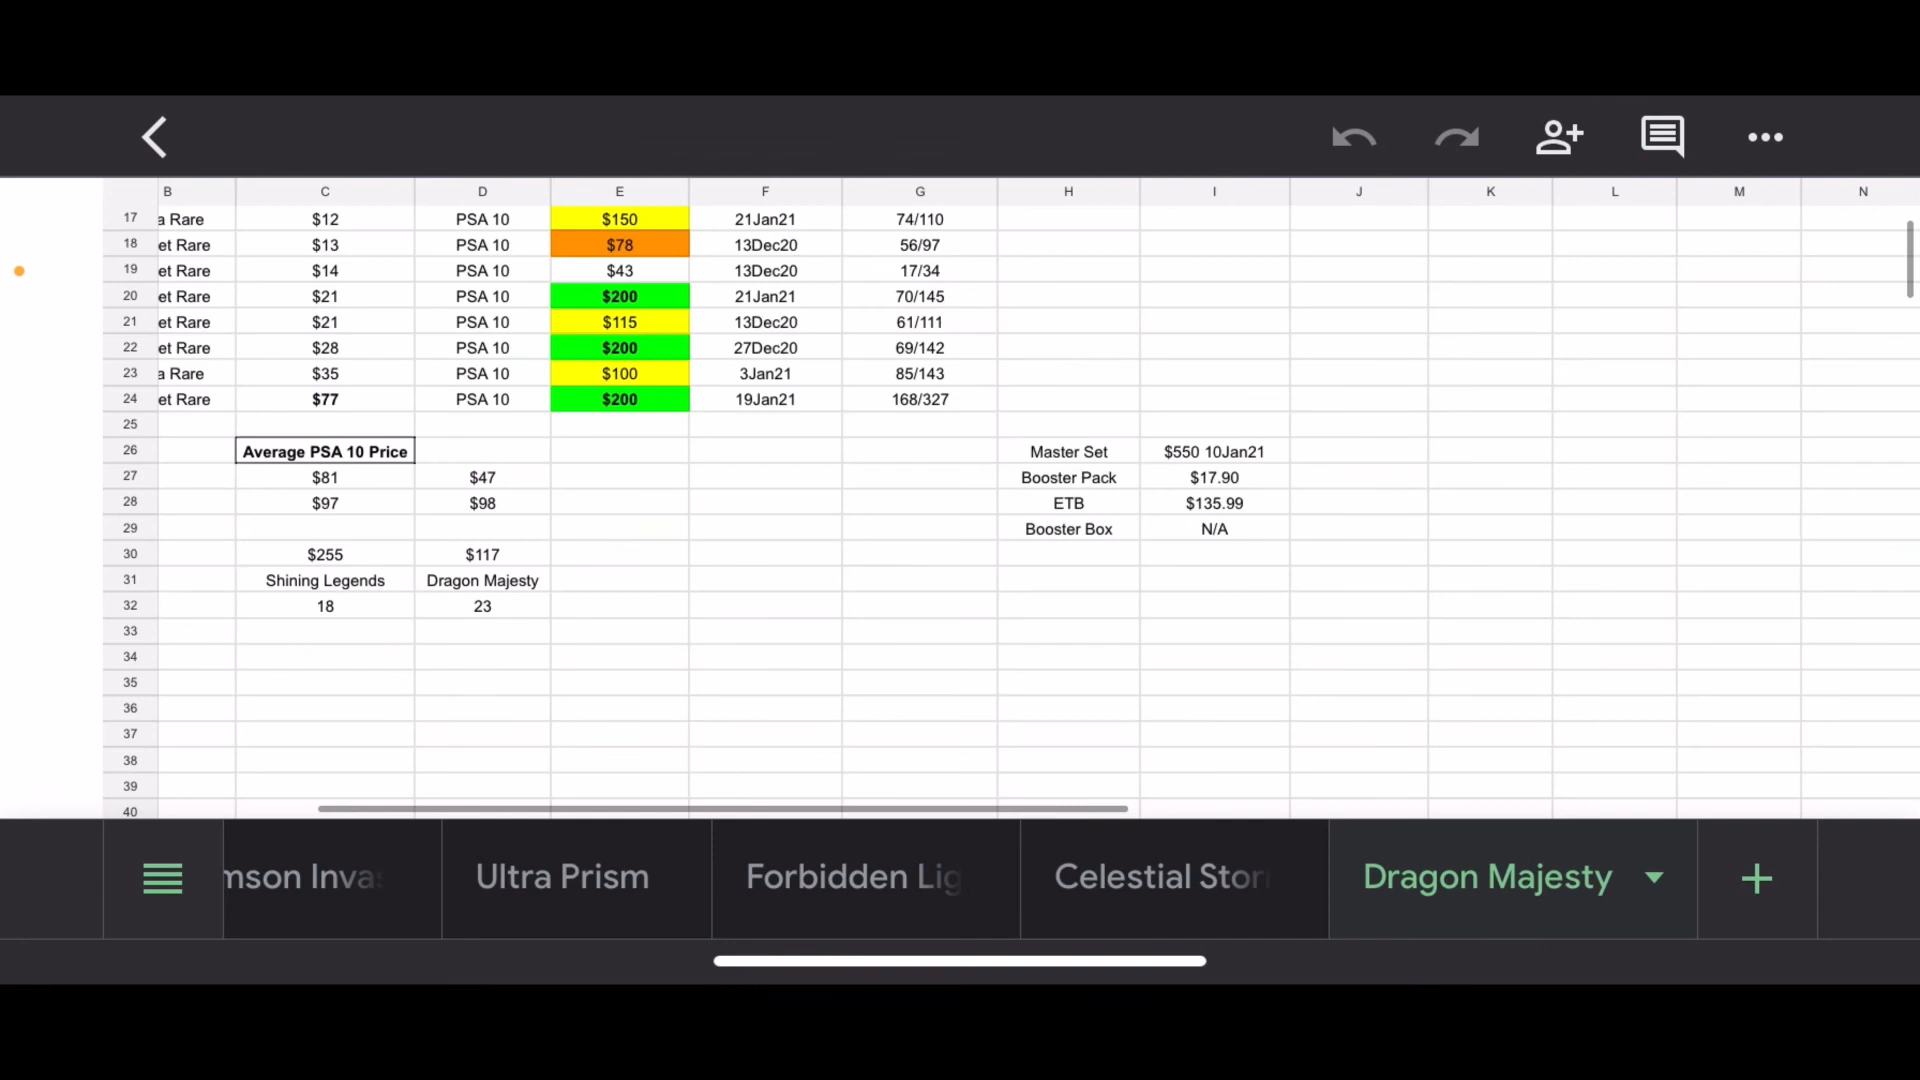 B C D E F G H I J K L M N
17 a Rare $12 PSA 10 $150 21Jan21 74/110
18 et Rare $13 PSA 10 $78 13Dec20 56/97
19 et Rare $14 PSA 10 $43 13Dec20 17/34
20 et Rare $21 PSA 10 $200 21Jan21 70/145
21 et Rare $21 PSA 10 $115 13Dec20 61/111
22 et Rare $28 PSA 10 $200 27Dec20 69/142
23 a Rare $35 PSA 10 $100 3Jan21 85/143
24 et Rare $77 PSA 10 $200 19Jan21 168/327
25
26 Average PSA 10 Price Master Set $550 10Jan21
27 $81 $47 Booster Pack $17.90
28 $97 $98 ETB $135.99
29 Booster Box N/A
30 $255 $117
31 Shining Legends Dragon Majesty
32 18 23
33
34
35
36
37
38
39
40
mson Invas Ultra Prism Forbidden Lig Celestial Stor Dragon Majesty